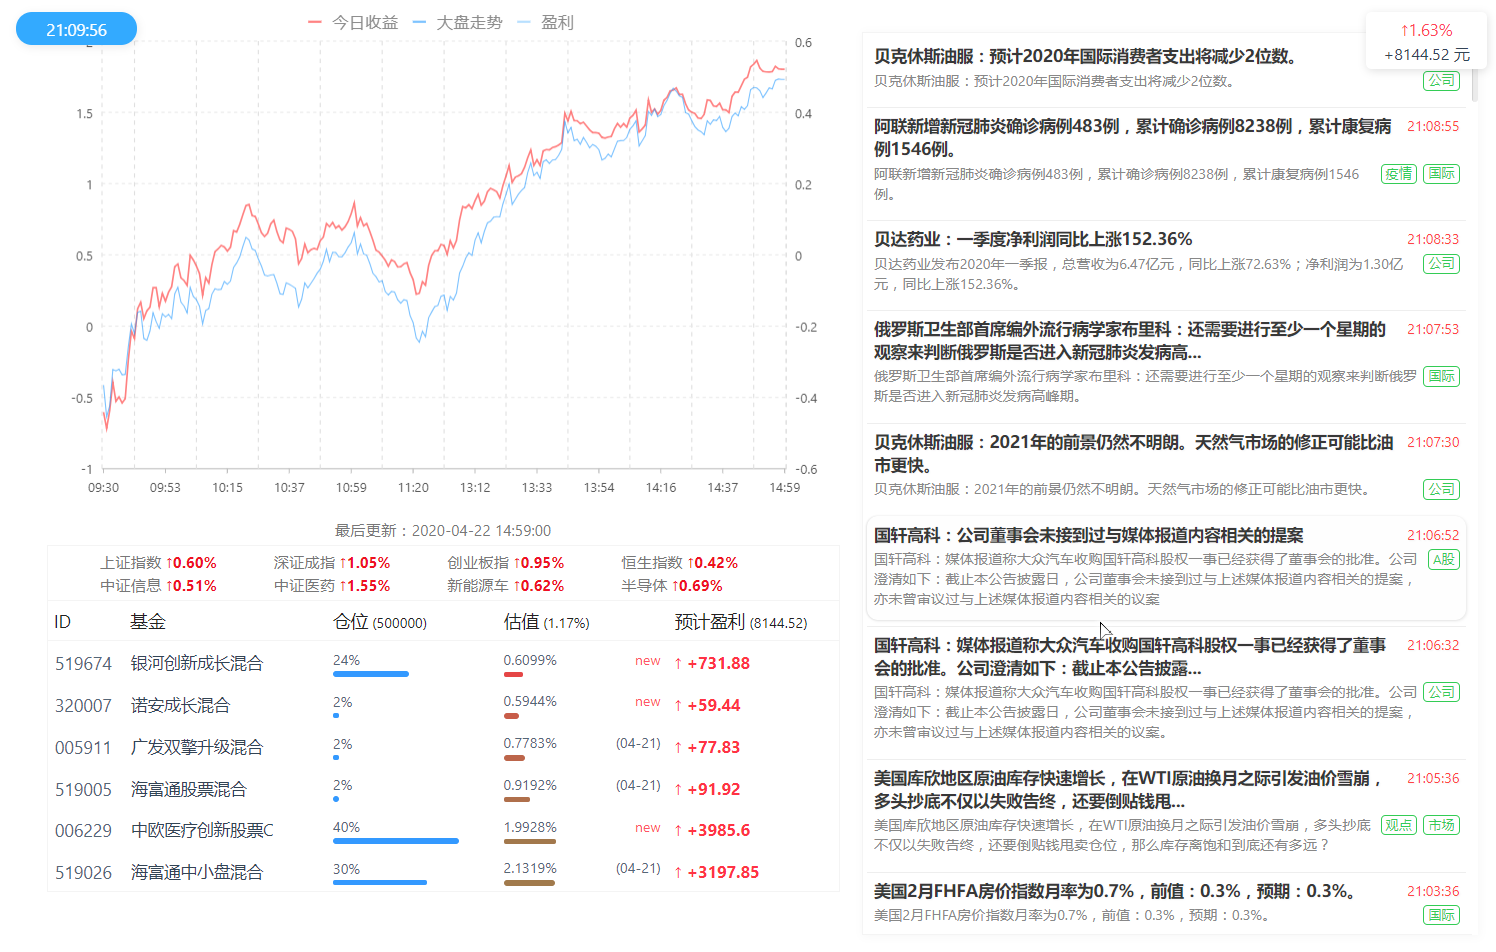 21:09:56
今日收益 大盘走势 盈利
2
1.5
1
0.5
0
-0.5
-1
0.6
0.4
0.2
0
-0.2
-0.4
-0.6
09:30 09:53 10:15 10:37 10:59 11:20 13:12 13:33 13:54 14:16 14:37 14:59
最后更新：2020-04-22 14:59:00
上证指数 ↑0.60% 深证成指 ↑1.05% 创业板指 ↑0.95% 恒生指数 ↑0.42%
中证信息 ↑0.51% 中证医药 ↑1.55% 新能源车 ↑0.62% 半导体 ↑0.69%
ID 基金 仓位 (500000) 估值 (1.17%) 预计盈利 (8144.52)
519674 银河创新成长混合 24% 0.6099% new ↑ +731.88
320007 诺安成长混合 2% 0.5944% new ↑ +59.44
005911 广发双擎升级混合 2% 0.7783% (04-21) ↑ +77.83
519005 海富通股票混合 2% 0.9192% (04-21) ↑ +91.92
006229 中欧医疗创新股票C 40% 1.9928% new ↑ +3985.6
519026 海富通中小盘混合 30% 2.1319% (04-21) ↑ +3197.85
↑1.63%
+8144.52 元
贝克休斯油服：预计2020年国际消费者支出将减少2位数。
贝克休斯油服：预计2020年国际消费者支出将减少2位数。 公司
阿联新增新冠肺炎确诊病例483例，累计确诊病例8238例，累计康复病 21:08:55
例1546例。
阿联新增新冠肺炎确诊病例483例，累计确诊病例8238例，累计康复病例1546 疫情 国际
例。
贝达药业：一季度净利润同比上涨152.36% 21:08:33
贝达药业发布2020年一季报，总营收为6.47亿元，同比上涨72.63%；净利润为1.30亿 公司
元，同比上涨152.36%。
俄罗斯卫生部首席编外流行病学家布里科：还需要进行至少一个星期的 21:07:53
观察来判断俄罗斯是否进入新冠肺炎发病高...
俄罗斯卫生部首席编外流行病学家布里科：还需要进行至少一个星期的观察来判断俄罗 国际
斯是否进入新冠肺炎发病高峰期。
贝克休斯油服：2021年的前景仍然不明朗。天然气市场的修正可能比油 21:07:30
市更快。
贝克休斯油服：2021年的前景仍然不明朗。天然气市场的修正可能比油市更快。 公司
国轩高科：公司董事会未接到过与媒体报道内容相关的提案 21:06:52
国轩高科：媒体报道称大众汽车收购国轩高科股权一事已经获得了董事会的批准。公司 A股
澄清如下：截止本公告披露日，公司董事会未接到过与上述媒体报道内容相关的提案，
亦未曾审议过与上述媒体报道内容相关的议案
国轩高科：媒体报道称大众汽车收购国轩高科股权一事已经获得了董事 21:06:32
会的批准。公司澄清如下：截止本公告披露...
国轩高科：媒体报道称大众汽车收购国轩高科股权一事已经获得了董事会的批准。公司 公司
澄清如下：截止本公告披露日，公司董事会未接到过与上述媒体报道内容相关的提案，
亦未曾审议过与上述媒体报道内容相关的议案。
美国库欣地区原油库存快速增长，在WTI原油换月之际引发油价雪崩， 21:05:36
多头抄底不仅以失败告终，还要倒贴钱甩...
美国库欣地区原油库存快速增长，在WTI原油换月之际引发油价雪崩，多头抄底 观点 市场
不仅以失败告终，还要倒贴钱甩卖仓位，那么库存离饱和到底还有多远？
美国2月FHFA房价指数月率为0.7%，前值：0.3%，预期：0.3%。 21:03:36
美国2月FHFA房价指数月率为0.7%，前值：0.3%，预期：0.3%。 国际